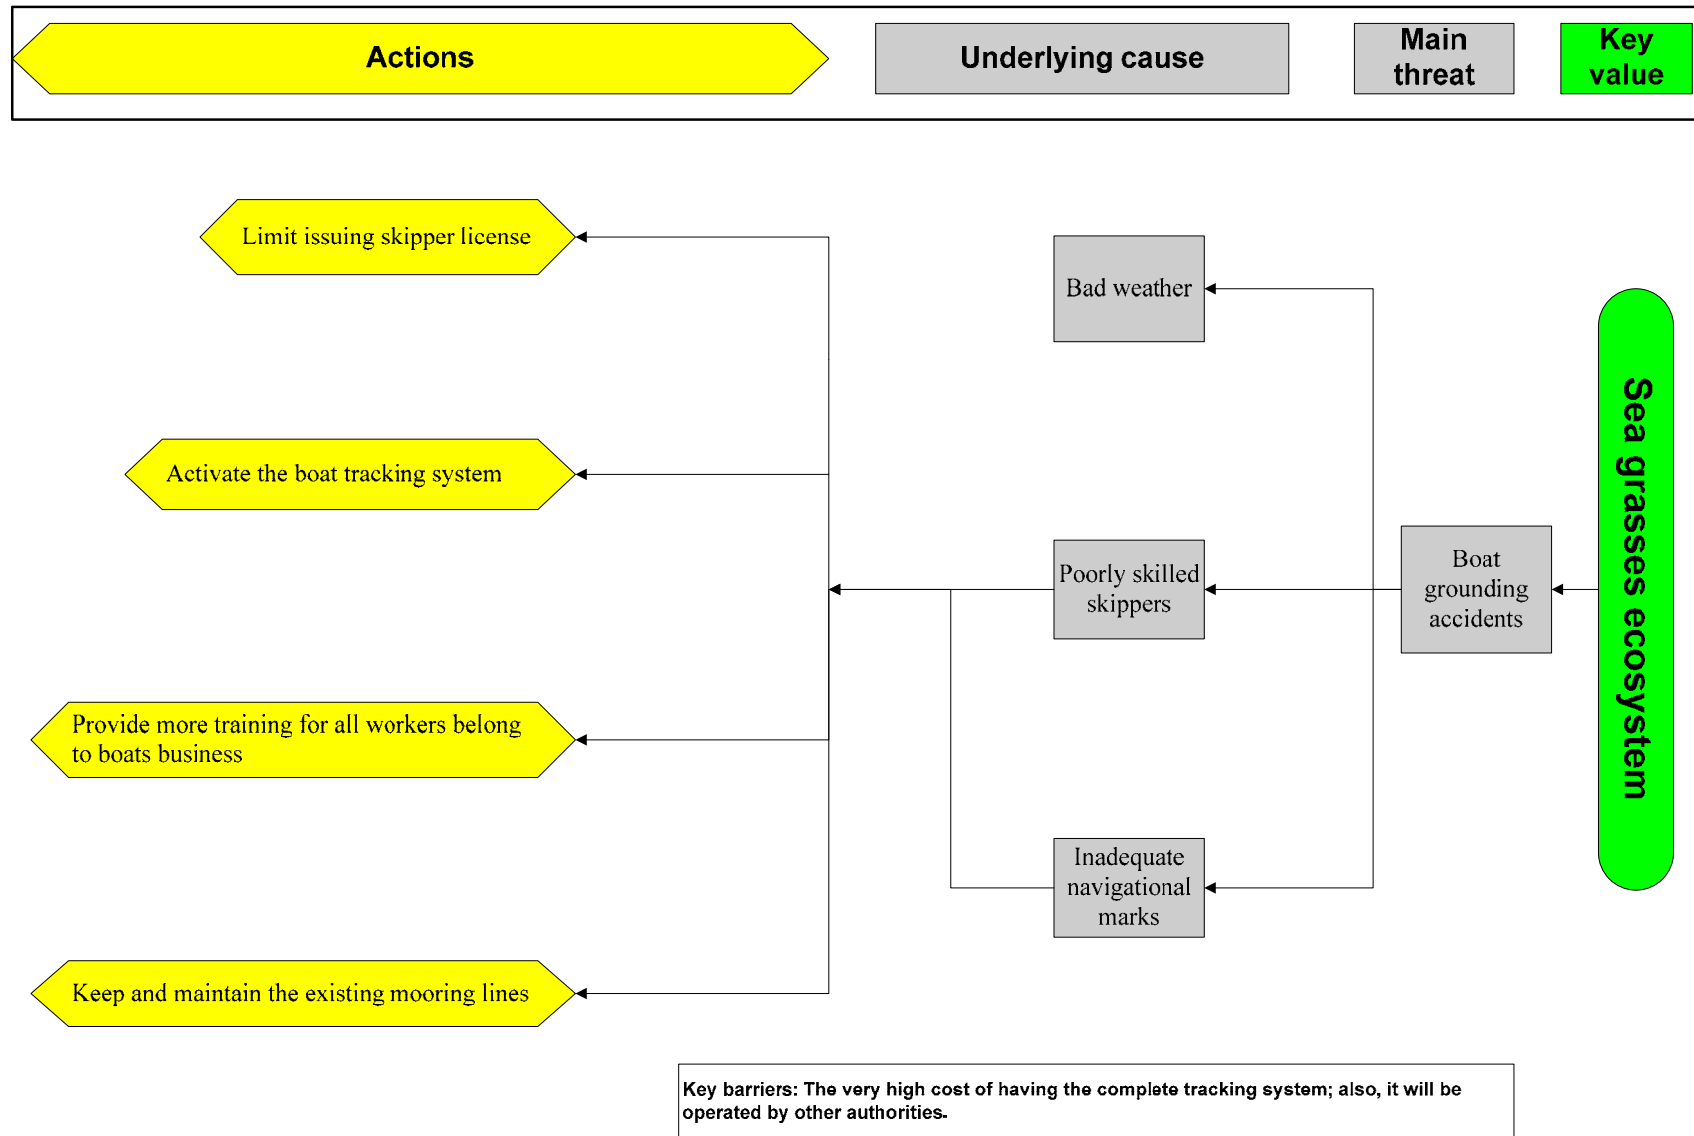 Actions
Underlying cause
Main
threat
Key
value
Limit issuing skipper license
Bad weather
Activate the boat tracking system
Poorly skilled
skippers
Boat
grounding
accidents
Sea grasses ecosystem
Provide more training for all workers belong
to boats business
Inadequate
navigational
marks
Keep and maintain the existing mooring lines
Key barriers: The very high cost of having the complete tracking system; also, it will be
operated by other authorities.